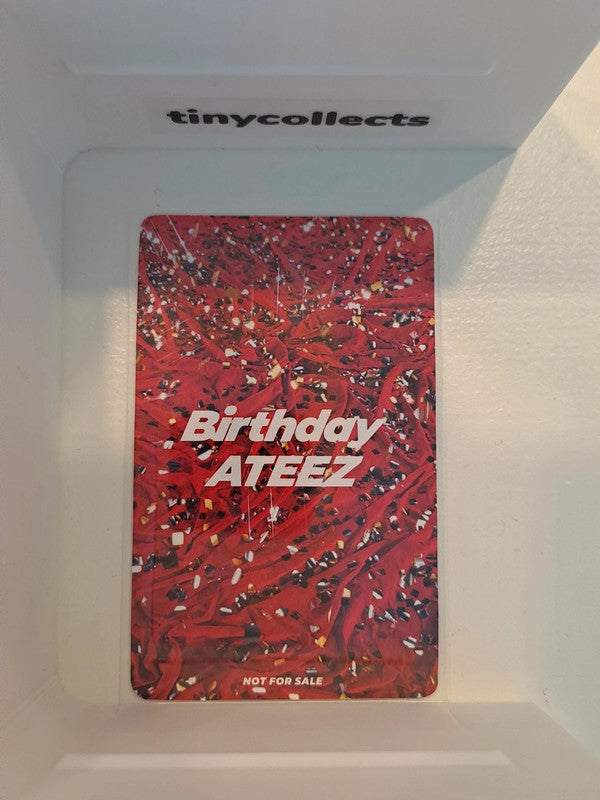 tinycollects
Birthday
ATEEZ
NOT FOR SALE